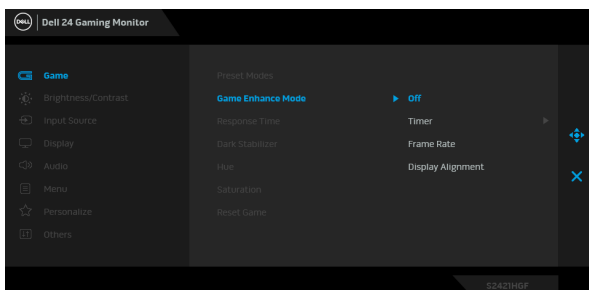 DELL Dell 24 Gaming Monitor
Game
Brightness/Contrast
Input Source
Display
Audio
Menu
Personalize
Others
Preset Modes
Game Enhance Mode
Response Time
Dark Stabilizer
Hue
Saturation
Reset Game
Off
Timer
Frame Rate
Display Alignment
S2421HGF